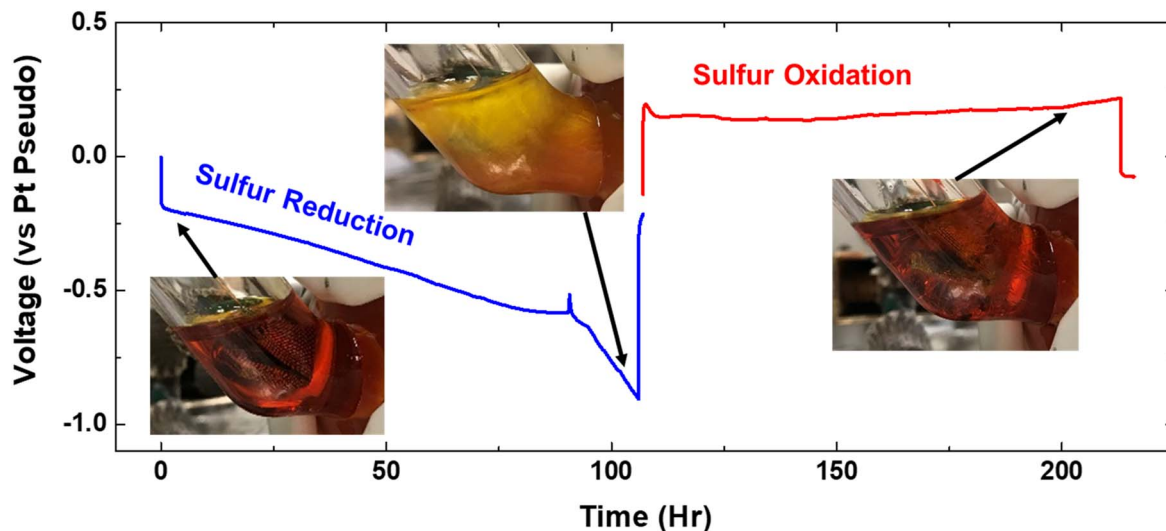 Voltage (vs Pt Pseudo)
0.5
0.0
-0.5
-1.0
Sulfur Reduction
Sulfur Oxidation
0
50
100
150
200
Time (Hr)